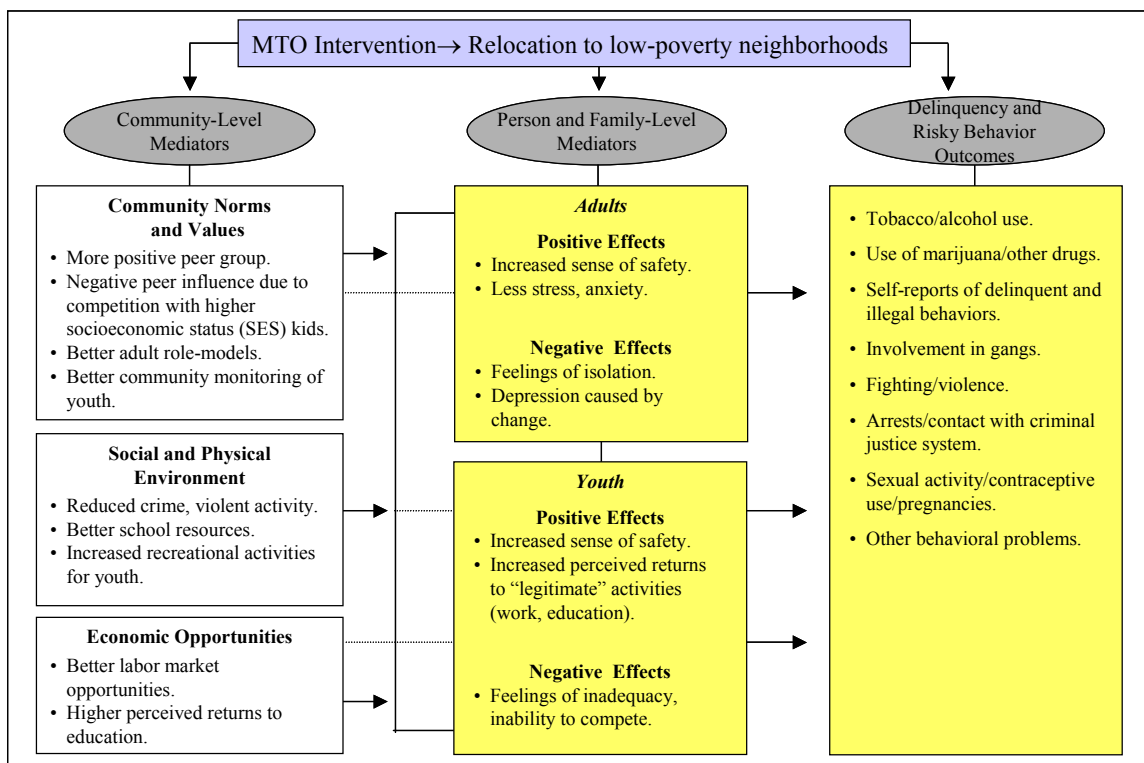 MTO Intervention→ Relocation to low-poverty neighborhoods
Community-Level
Mediators
Person and Family-Level
Mediators
Delinquency and
Risky Behavior
Outcomes
Community Norms
and Values
• More positive peer group.
• Negative peer influence due to
competition with higher
socioeconomic status (SES) kids.
• Better adult role-models.
• Better community monitoring of
youth.
Social and Physical
Environment
• Reduced crime, violent activity.
• Better school resources.
• Increased recreational activities
for youth.
Economic Opportunities
• Better labor market
opportunities.
• Higher perceived returns to
education.
Adults
Positive Effects
• Increased sense of safety.
• Less stress, anxiety.
Negative Effects
• Feelings of isolation.
• Depression caused by
change.
Youth
Positive Effects
• Increased sense of safety.
• Increased perceived returns
to “legitimate” activities
(work, education).
Negative Effects
• Feelings of inadequacy,
inability to compete.
• Tobacco/alcohol use.
• Use of marijuana/other drugs.
• Self-reports of delinquent and
illegal behaviors.
• Involvement in gangs.
• Fighting/violence.
• Arrests/contact with criminal
justice system.
• Sexual activity/contraceptive
use/pregnancies.
• Other behavioral problems.